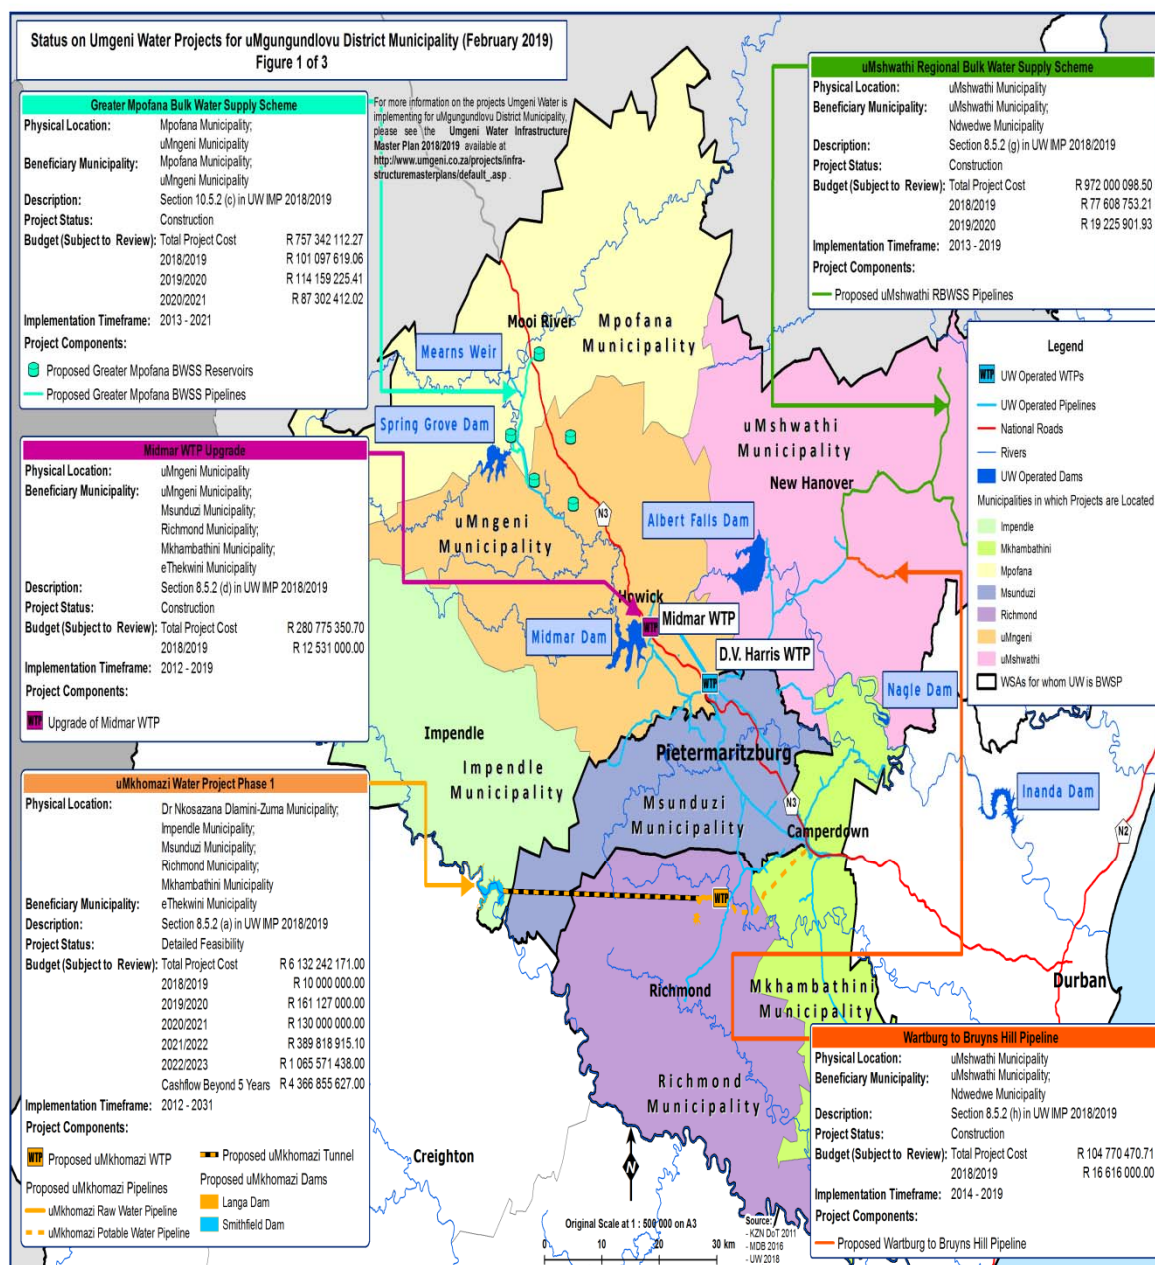 Status on Umgeni Water Projects for uMgungundlovu District Municipality (February 2019)
Figure 1 of 3
Greater Mpofana Bulk Water Supply Scheme
Physical Location: Mpofana Municipality;
uMngeni Municipality
Beneficiary Municipality: Mpofana Municipality;
uMngeni Municipality
Description: Section 10.5.2 (c) in UW IMP 2018/2019
Project Status: Construction
Budget (Subject to Review): Total Project Cost R 757 342 112.27
2018/2019 R 101 097 619.06
2019/2020 R 114 159 225.41
2020/2021 R 87 302 412.02
Implementation Timeframe: 2013 - 2021
Project Components:
Proposed Greater Mpofana BWSS Reservoirs
Proposed Greater Mpofana BWSS Pipelines
For more information on the projects Umgeni Water is
implementing for uMgungundlovu District Municipality,
please see the Umgeni Water Infrastructure
Master Plan 2018/2019 available at
http://www.umgeni.co.za/projects/infra-
structuremasterplans/default_.asp .
uMshwathi Regional Bulk Water Supply Scheme
Physical Location: uMshwathi Municipality
Beneficiary Municipality: uMshwathi Municipality;
Ndwedwe Municipality
Description: Section 8.5.2 (g) in UW IMP 2018/2019
Project Status: Construction
Budget (Subject to Review): Total Project Cost R 972 000 098.50
2018/2019 R 77 608 753.21
2019/2020 R 19 225 901.93
Implementation Timeframe: 2013 - 2019
Project Components:
Proposed uMshwathi RBWSS Pipelines
Legend
WTP UW Operated WTPs
UW Operated Pipelines
National Roads
Rivers
UW Operated Dams
Municipalities in which Projects are Located
Impendle
Mkhambathini
Mpofana
Msunduzi
Richmond
uMngeni
uMshwathi
WSAs for whom UW is BWSP
Midmar WTP Upgrade
Physical Location: uMngeni Municipality
Beneficiary Municipality: uMngeni Municipality;
Msunduzi Municipality;
Richmond Municipality;
Mkhambathini Municipality;
eThekwini Municipality
Description: Section 8.5.2 (d) in UW IMP 2018/2019
Project Status: Construction
Budget (Subject to Review): Total Project Cost R 280 775 350.70
2018/2019 R 12 531 000.00
Implementation Timeframe: 2012 - 2019
Project Components:
WTP Upgrade of Midmar WTP
uMkhomazi Water Project Phase 1
Physical Location: Dr Nkosazana Dlamini-Zuma Municipality;
Impendle Municipality;
Msunduzi Municipality;
Richmond Municipality;
Mkhambathini Municipality
Beneficiary Municipality: eThekwini Municipality
Description: Section 8.5.2 (a) in UW IMP 2018/2019
Project Status: Detailed Feasibility
Budget (Subject to Review): Total Project Cost R 6 132 242 171.00
2018/2019 R 10 000 000.00
2019/2020 R 161 127 000.00
2020/2021 R 130 000 000.00
2021/2022 R 389 818 915.10
2022/2023 R 1 065 571 438.00
Cashflow Beyond 5 Years R 4 366 855 627.00
Implementation Timeframe: 2012 - 2031
Project Components:
WTP Proposed uMkhomazi WTP
Proposed uMkhomazi Tunnel
Proposed uMkhomazi Pipelines
Proposed uMkhomazi Dams
uMkhomazi Raw Water Pipeline
Langa Dam
uMkhomazi Potable Water Pipeline
Smithfield Dam
Wartburg to Bruyns Hill Pipeline
Physical Location: uMshwathi Municipality
Beneficiary Municipality: uMshwathi Municipality;
Ndwedwe Municipality
Description: Section 8.5.2 (h) in UW IMP 2018/2019
Project Status: Construction
Budget (Subject to Review): Total Project Cost R 104 770 470.71
2018/2019 R 16 616 000.00
Implementation Timeframe: 2014 - 2019
Project Components:
Proposed Wartburg to Bruyns Hill Pipeline
Mooi River
Mpofana
Municipality
Mearns Weir
Spring Grove Dam
uMshwathi
Municipality
New Hanover
uMngeni
Municipality
N3
Albert Falls Dam
Howick
WTP
Midmar WTP
Midmar Dam
D.V. Harris WTP
WTP
Nagle Dam
Impendle
Impendle
Municipality
Pietermaritzburg
Msunduzi
Municipality
N3
Camperdown
Inanda Dam
N2
WTP
Richmond
Mkhambathini
Municipality
Durban
Richmond
Municipality
Creighton
N
Original Scale at 1 : 500 000 on A3
0 10 20 30 km
Source:
- KZN DoT 2011
- MDB 2016
- UW 2018